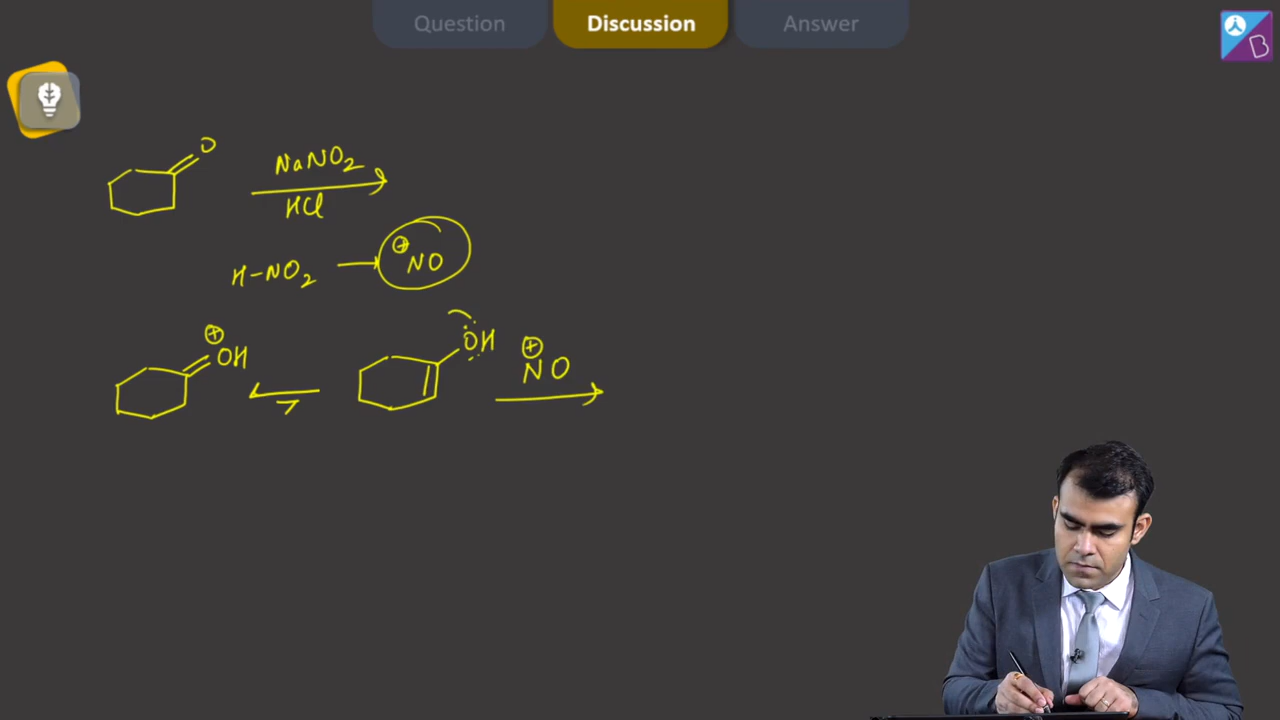 Question Discussion Answer
O
NaNO2
HCl
H-NO2 → ⊕NO
⊕
OH
OH
⊕
NO
B